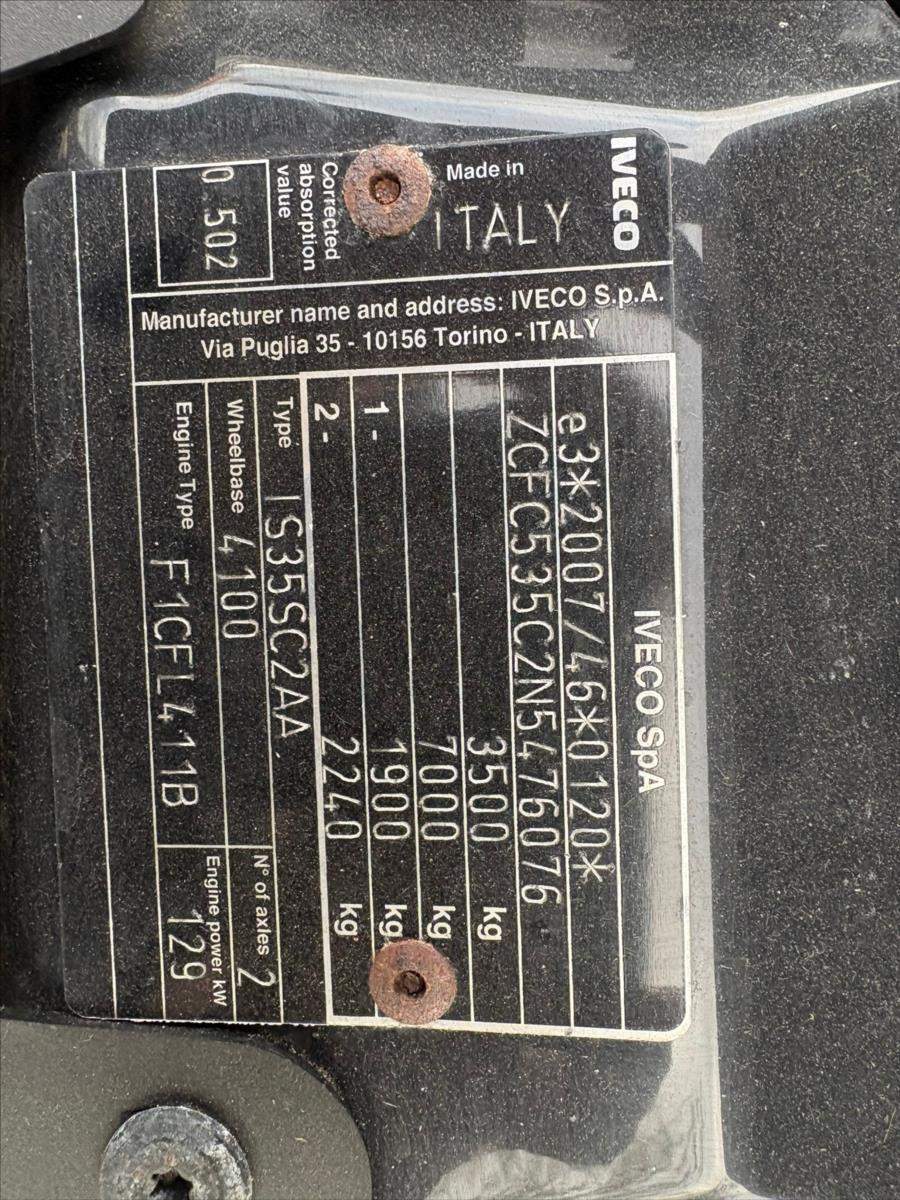 IVECO
Made in
ITALY
Corrected
absorption
value
0.502
Manufacturer name and address: IVECO S.p.A.
Via Puglia 35 - 10156 Torino - ITALY
IVECO SpA
e3*2007/46*0120*
ZCFC535C2N5476076
3500 kg
7000 kg
1- 1900 kg
2- 2240 kg
Type IS35SC2AA
Wheelbase 4100 N° of axles 2
Engine Type F1CFL411B Engine power kW 129